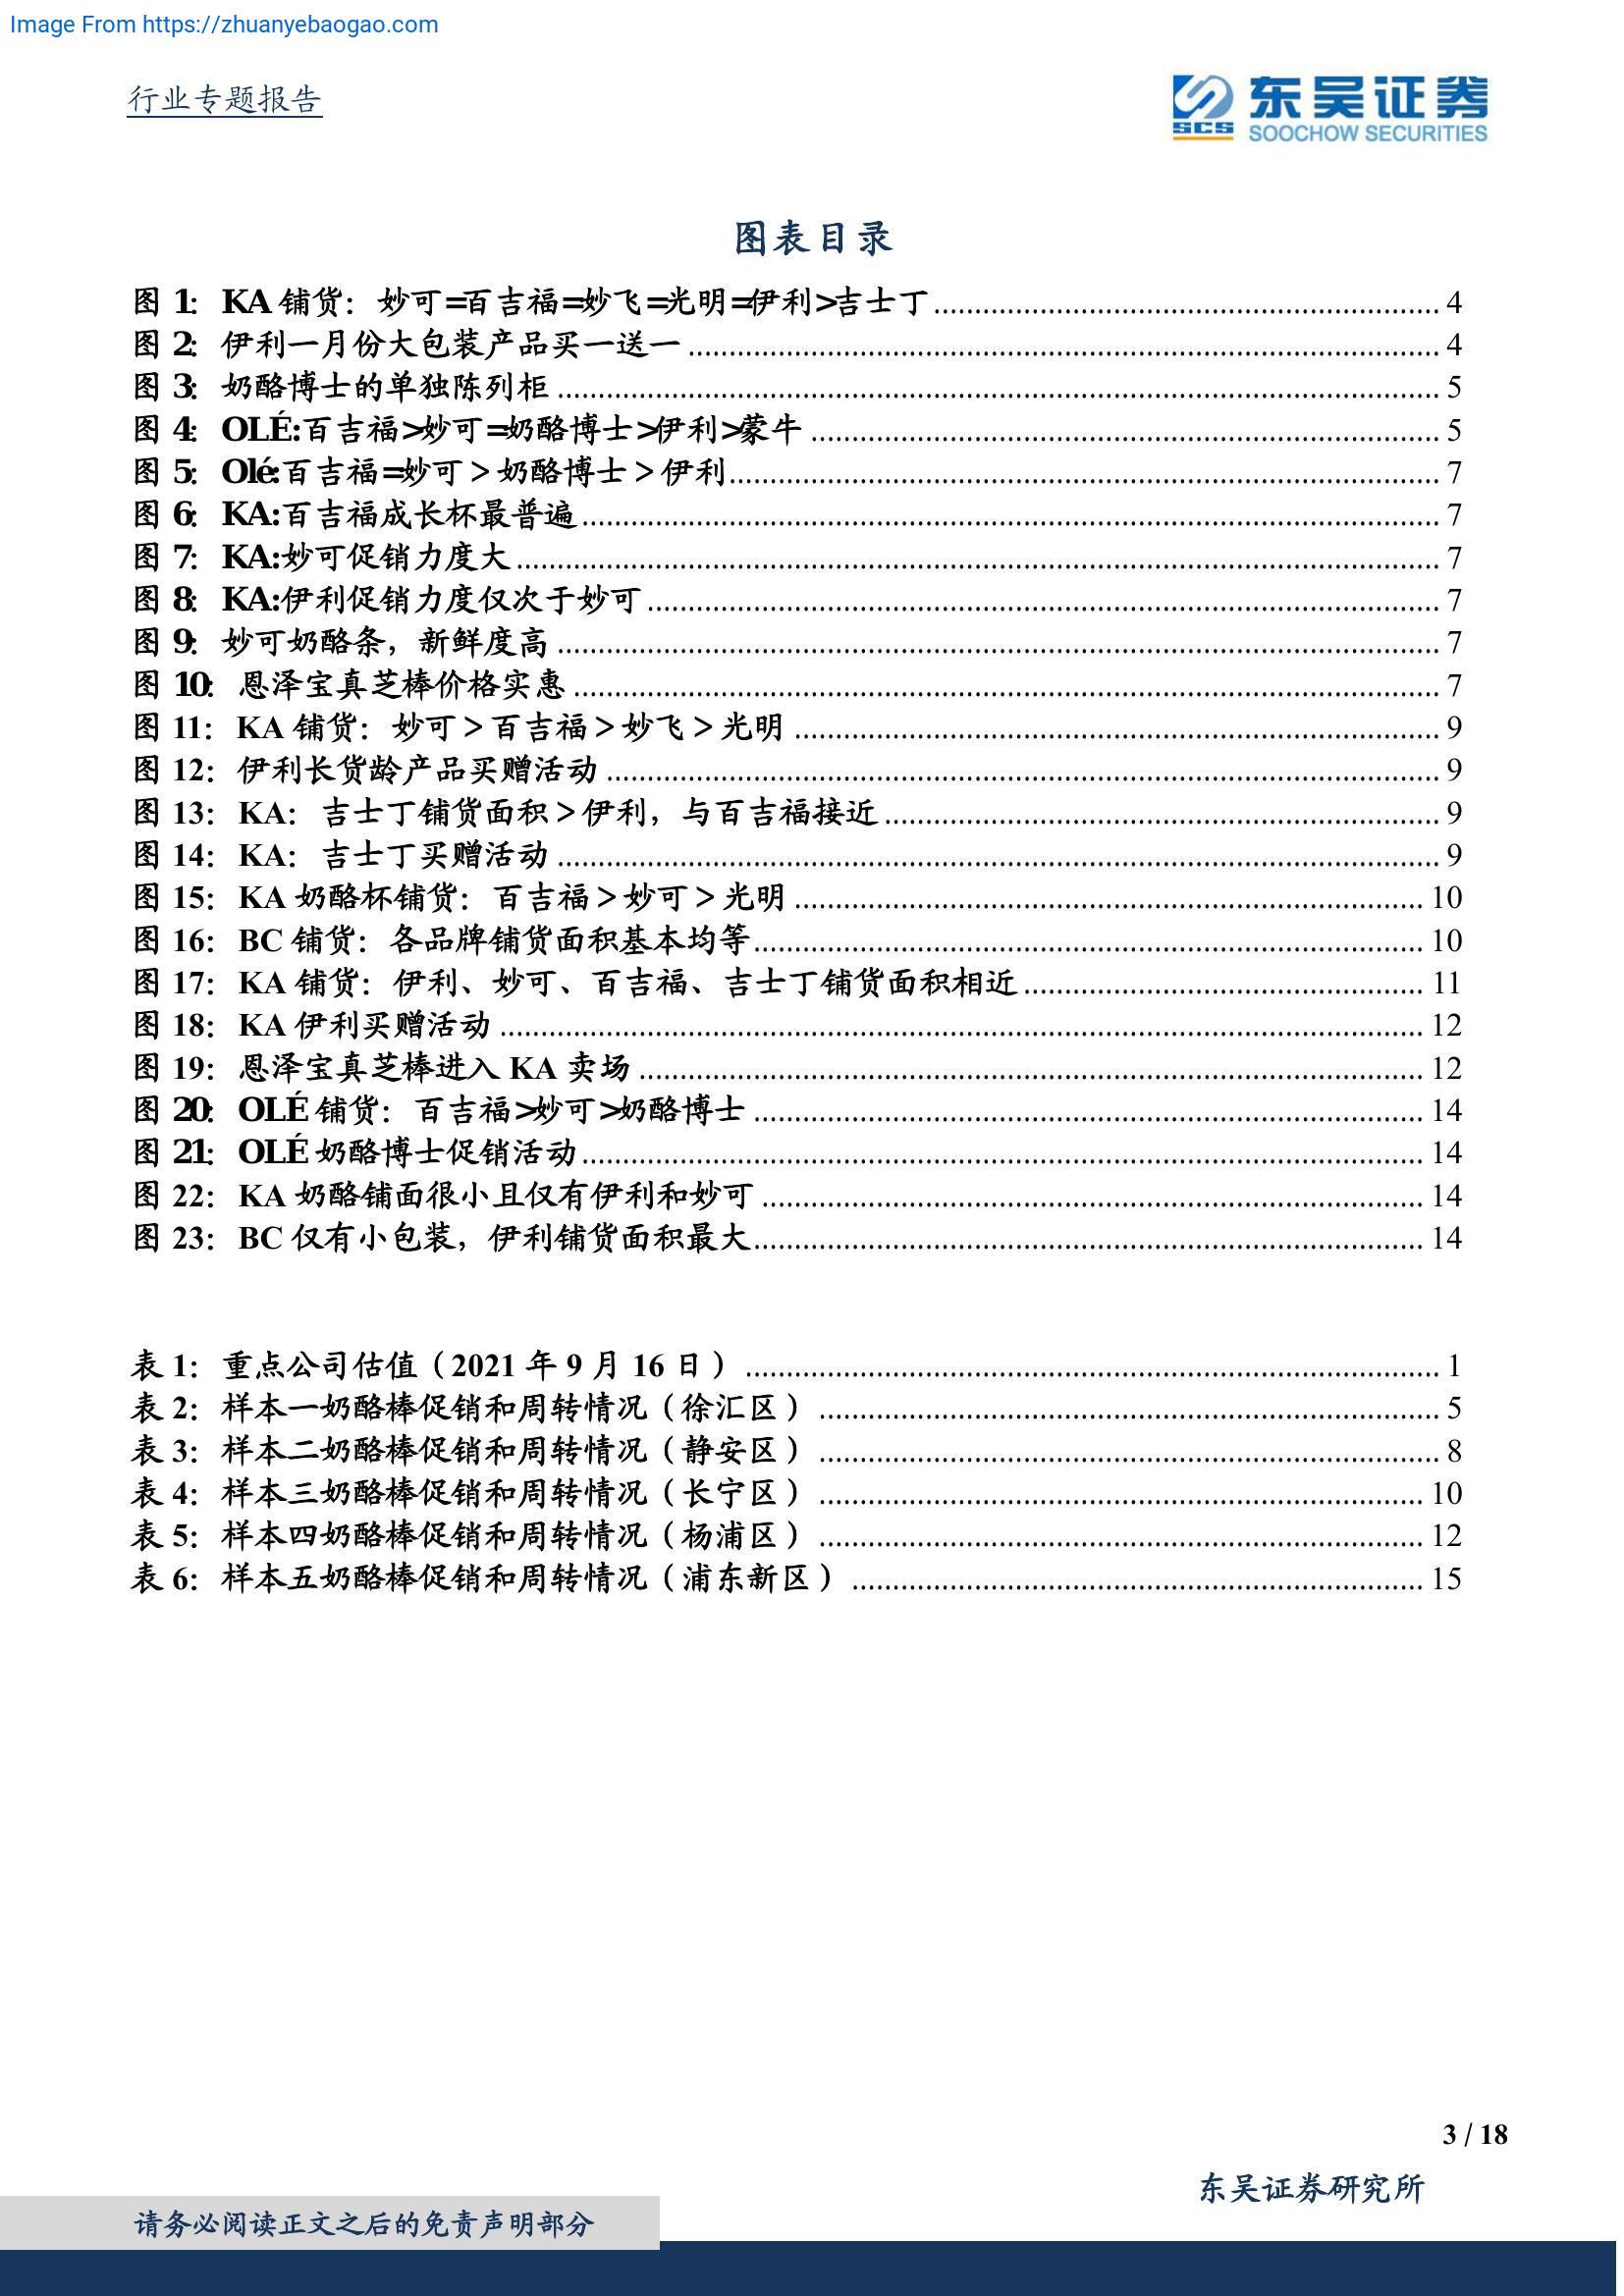 Image From https://zhuanyebaogao.com
行业专题报告
SCS 东吴证券
SOOCHOW SECURITIES
图表目录
图 1: KA 铺货：妙可=百吉福=妙飞=光明=伊利>吉士丁 4
图 2: 伊利一月份大包装产品买一送一 4
图 3: 奶酪博士的单独陈列柜 5
图 4: OLÉ:百吉福>妙可=奶酪博士>伊利>蒙牛 5
图 5: Olé:百吉福=妙可＞奶酪博士＞伊利 7
图 6: KA:百吉福成长杯最普遍 7
图 7: KA:妙可促销力度大 7
图 8: KA:伊利促销力度仅次于妙可 7
图 9: 妙可奶酪条，新鲜度高 7
图 10: 恩泽宝真芝棒价格实惠 7
图 11：KA 铺货：妙可＞百吉福＞妙飞＞光明 9
图 12：伊利长货龄产品买赠活动 9
图 13：KA：吉士丁铺货面积＞伊利，与百吉福接近 9
图 14：KA：吉士丁买赠活动 9
图 15：KA 奶酪杯铺货：百吉福＞妙可＞光明 10
图 16：BC 铺货：各品牌铺货面积基本均等 10
图 17：KA 铺货：伊利、妙可、百吉福、吉士丁铺货面积相近 11
图 18：KA 伊利买赠活动 12
图 19：恩泽宝真芝棒进入 KA 卖场 12
图 20: OLÉ 铺货：百吉福>妙可>奶酪博士 14
图 21: OLÉ 奶酪博士促销活动 14
图 22：KA 奶酪铺面很小且仅有伊利和妙可 14
图 23：BC 仅有小包装，伊利铺货面积最大 14
表 1：重点公司估值（2021 年 9 月 16 日） 1
表 2：样本一奶酪棒促销和周转情况（徐汇区） 5
表 3：样本二奶酪棒促销和周转情况（静安区） 8
表 4：样本三奶酪棒促销和周转情况（长宁区） 10
表 5：样本四奶酪棒促销和周转情况（杨浦区） 12
表 6：样本五奶酪棒促销和周转情况（浦东新区） 15
3 / 18
东吴证券研究所
请务必阅读正文之后的免责声明部分